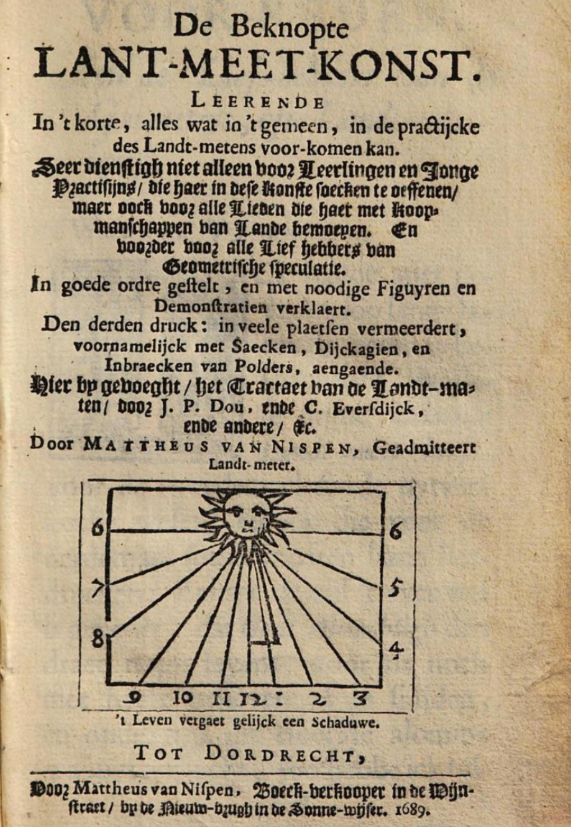 De Beknopte
LANT-MEET-KONST.
LEERENDE
In 't korte, alles wat in 't gemeen, in de practijcke
des Landt-metens voor-komen kan.
Seer dienstigh niet alleen voor Leerlingen en Jonge
Practisijns/ die haer in dese Konste soecken te oeffenen/
maer oock voor alle Lieden die haer met Koop-
manschappen van Lande bemoeyen. En
voorder voor alle Lief hebbers van
Geometrische speculatie.
In goede ordre gestelt, en met noodige Figuyren en
Demonstratien verklaert.
Den derden druck: in veele plaetsen vermeerdert,
voornamelijck met Saecken, Dijckagien, en
Inbraecken van Polders, aengaende.
Hier by gevoeght/ het Tractaet van de Landt-ma-
ten/ door J. P. Dou, ende C. Eversdijck,
ende andere/ &c.
Door MATTHEUS VAN NISPEN, Geadmitteert
Landt-meter.
6 6
7 5
8 4
9 10 11 12 : 2 3
't Leven vergaet gelijck een Schaduwe.
TOT DORDRECHT,
Door Mattheus van Nispen, Boeck-verkooper in de Wijn-
straet/ by de Nieuw-brugh in de Sonne-wyser. 1689.